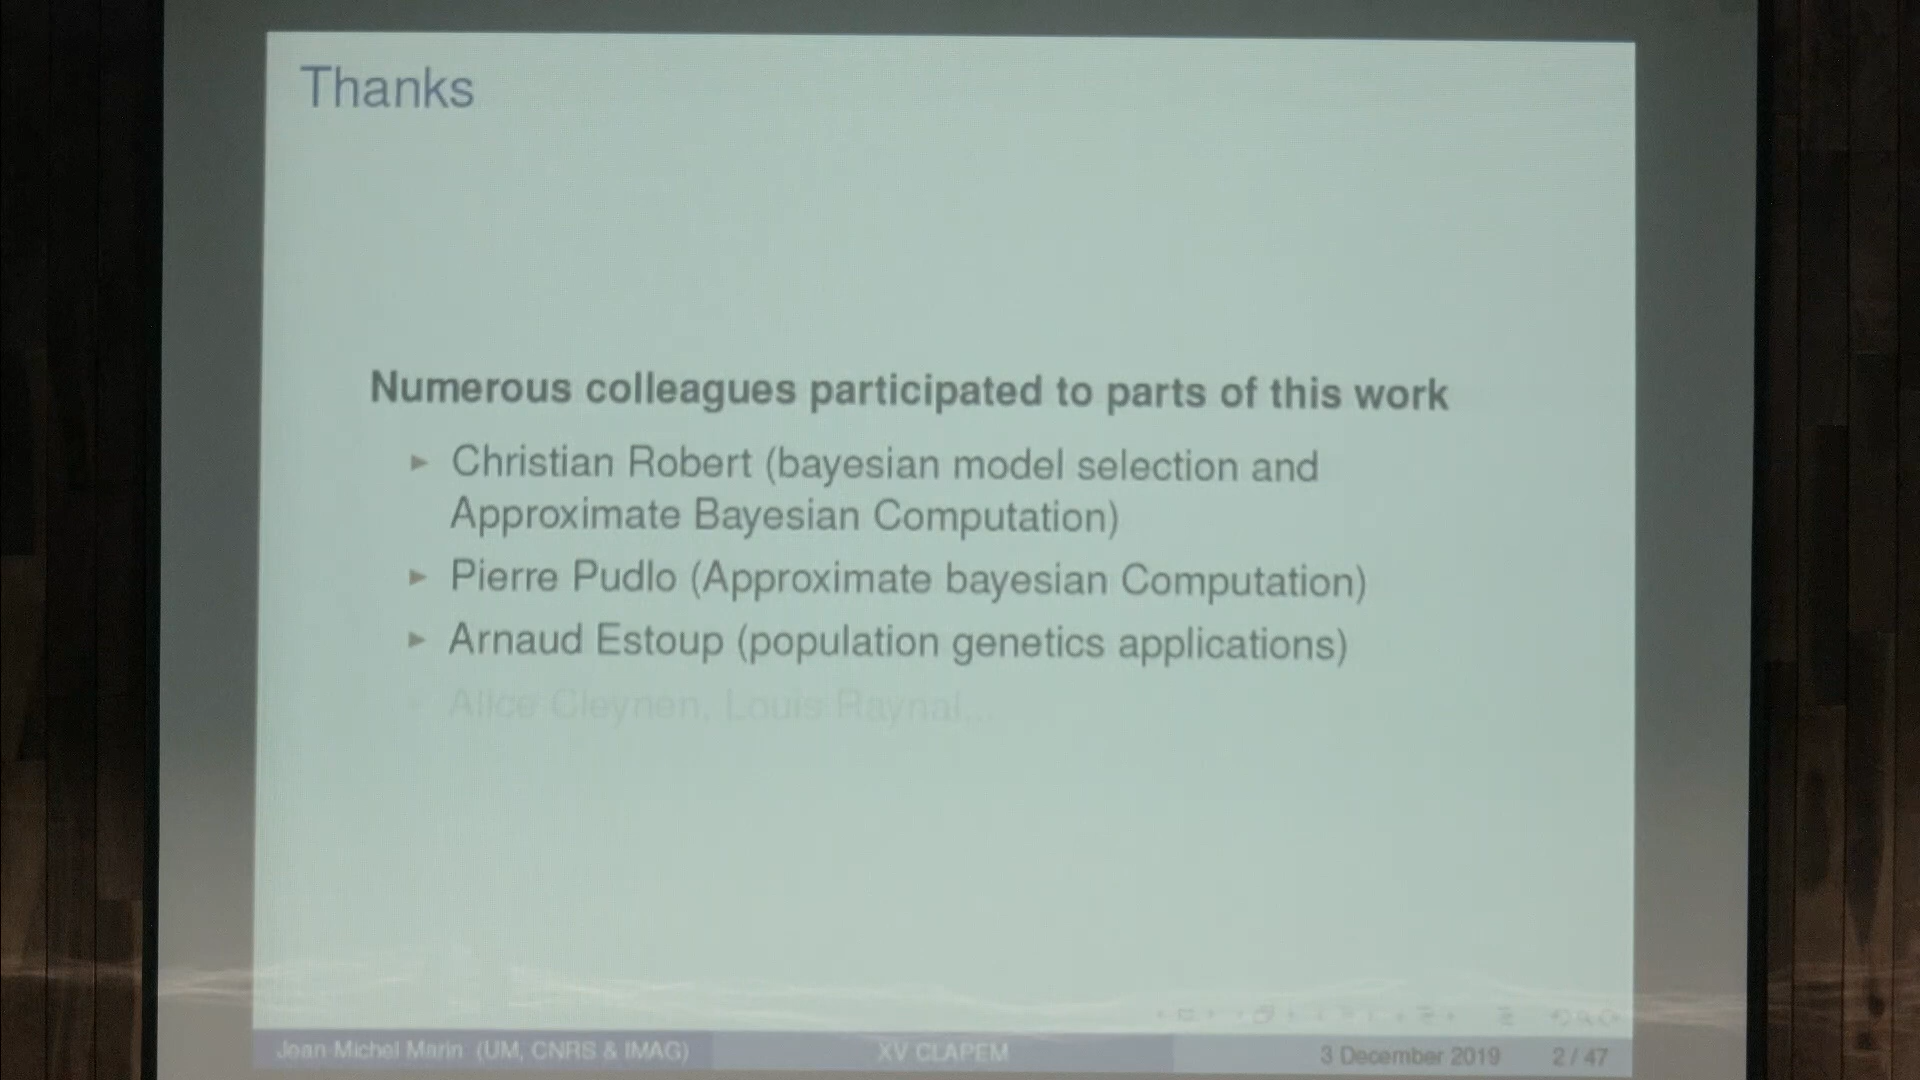 Thanks
Numerous colleagues participated to parts of this work
Christian Robert (bayesian model selection and
Approximate Bayesian Computation)
Pierre Pudlo (Approximate bayesian Computation)
Arnaud Estoup (population genetics applications)
Alice Cleynen, Louis Raynal...
Jean Michel Marin (UM, CNRS & IMAG) XV CLAPEM 3 December 2019 2 / 47